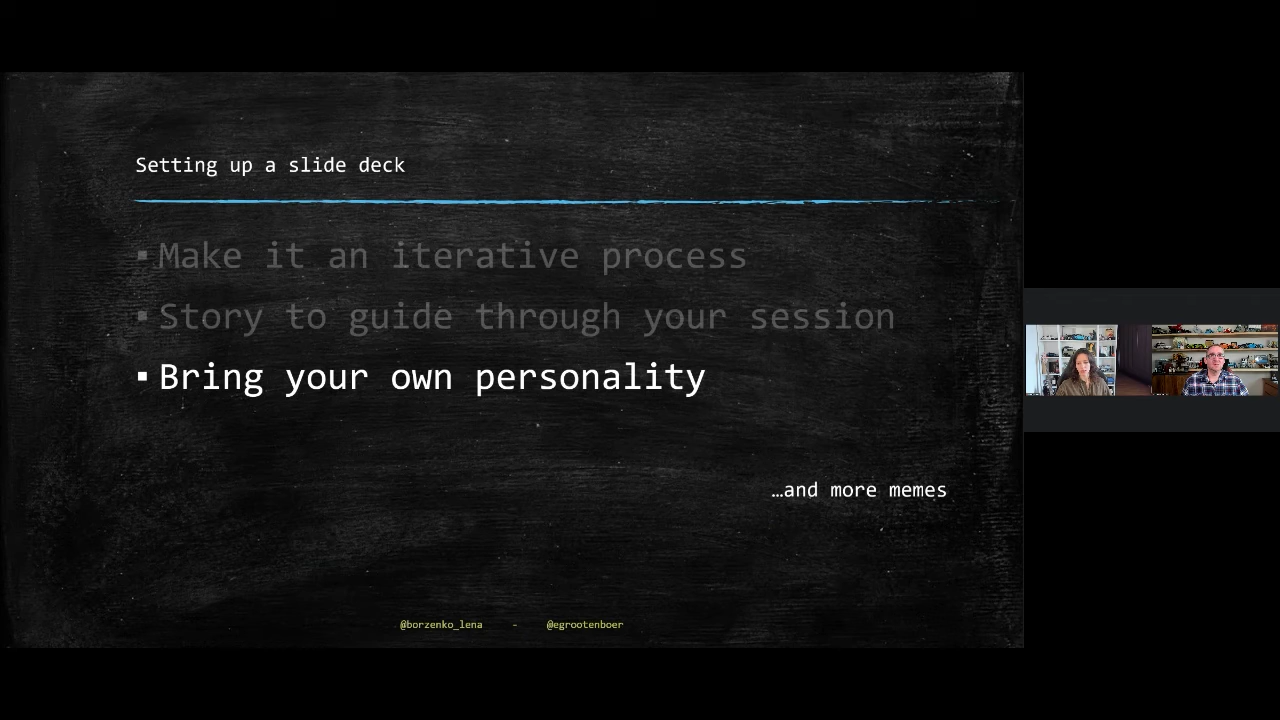 Setting up a slide deck
▪ Make it an iterative process
▪ Story to guide through your session
▪ Bring your own personality
…and more memes
@borzenko_lena - @egrootenboer